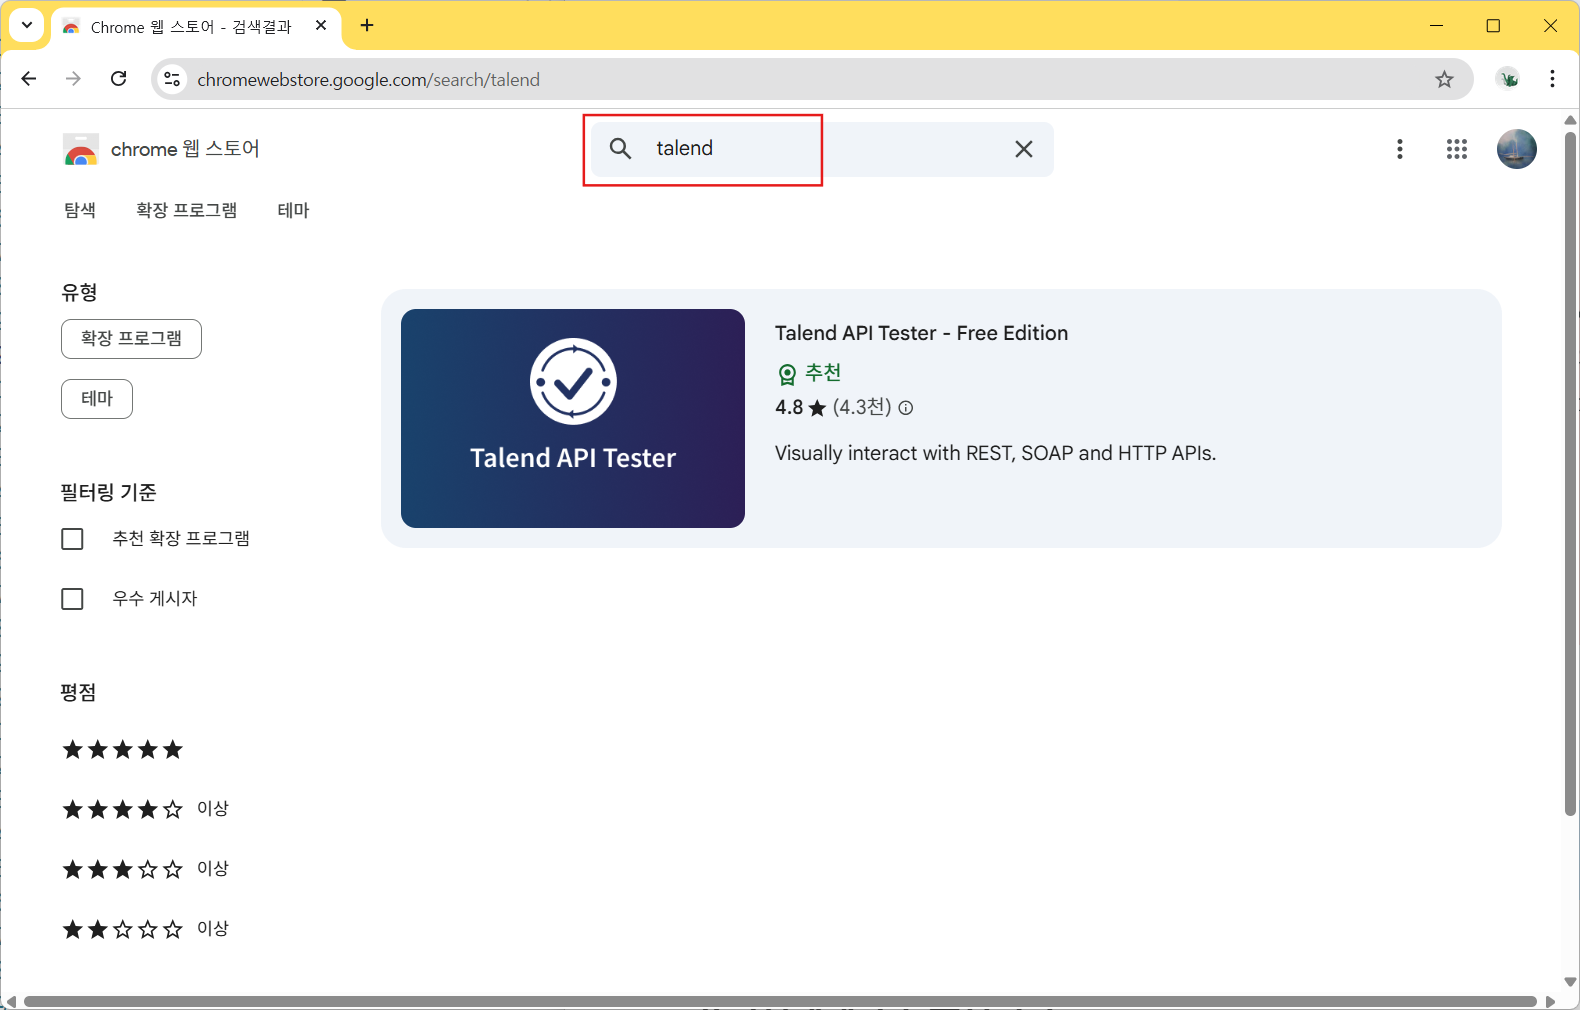 Chrome 웹 스토어 - 검색결과
chromewebstore.google.com/search/talend
chrome 웹 스토어
talend
탐색 확장 프로그램 테마
유형
확장 프로그램
테마
Talend API Tester
Talend API Tester - Free Edition
추천
4.8 ★ (4.3천)
Visually interact with REST, SOAP and HTTP APIs.
필터링 기준
추천 확장 프로그램
우수 게시자
평점
이상
이상
이상